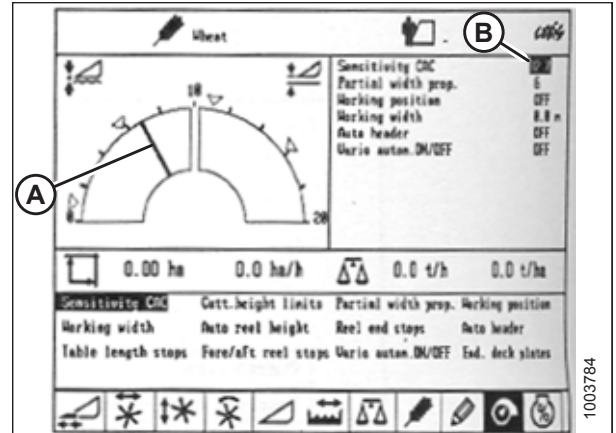 Wheat
B
cebis
Sensitivity CAC
Partial width prop. 6
Working position OFF
Working width 0.0 m
Auto header OFF
Vario autom.ON/OFF OFF
10
A
0
20
0.00 ha 0.0 ha/h 0.0 t/h 0.0 t/ha
Sensitivity CAC Cutt.height limits Partial width prop. Working position
Working width Auto reel height Reel end stops Auto header
Table length stops Fore/aft reel stops Vario autom.ON/OFF End. deck plates
1003784